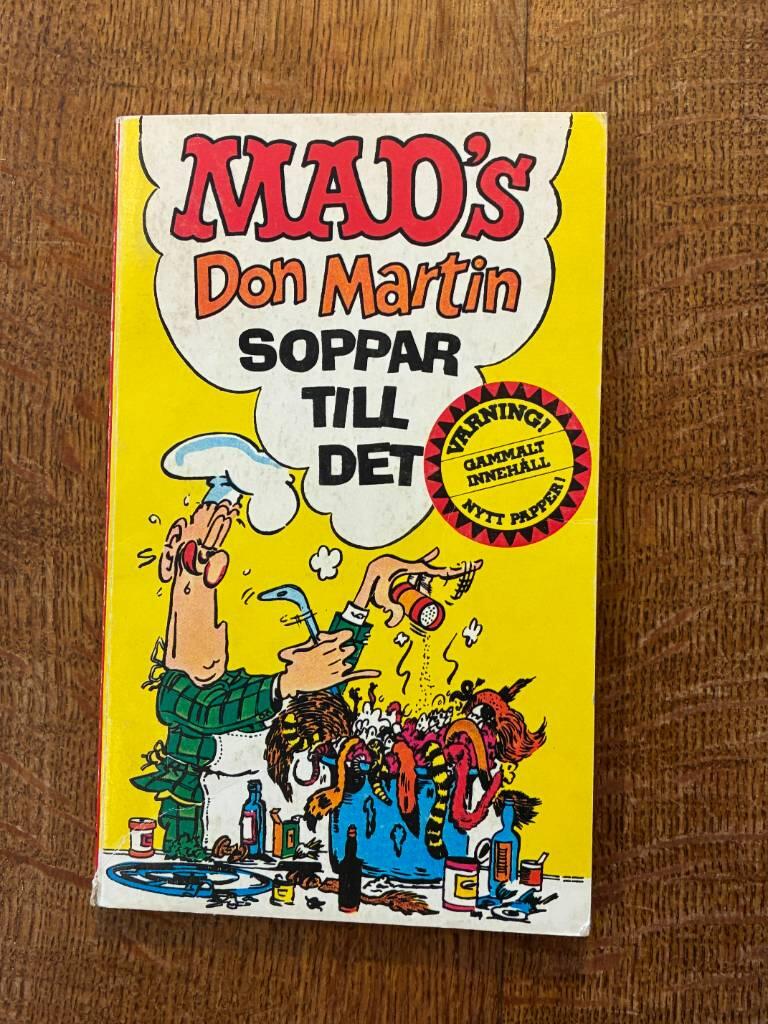 MAD'S
Don Martin
SOPPAR
TILL
DET
VARNING!
GAMMALT
INNEHÅLL
NYTT PAPPER!